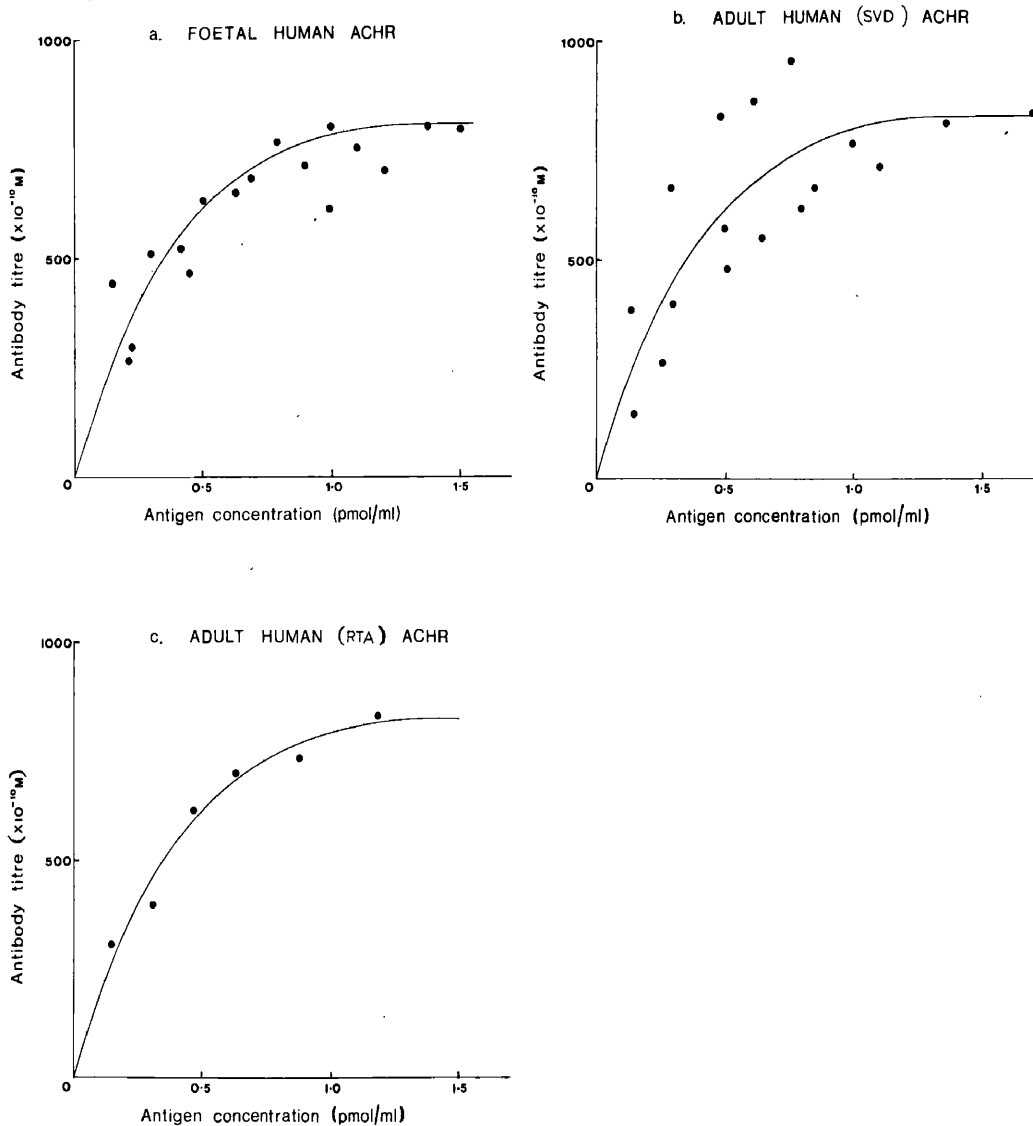 a. FOETAL HUMAN ACHR
1000
500
0
0·5
1·0
1·5
Antibody titre (x10⁻¹⁰M)
Antigen concentration (pmol/ml)
b. ADULT HUMAN (SVD) ACHR
1000
500
0
0·5
1·0
1·5
Antibody titre (x10⁻¹⁰M)
Antigen concentration (pmol/ml)
c. ADULT HUMAN (RTA) ACHR
1000
500
0
0·5
1·0
1·5
Antibody titre (x10⁻¹⁰M)
Antigen concentration (pmol/ml)